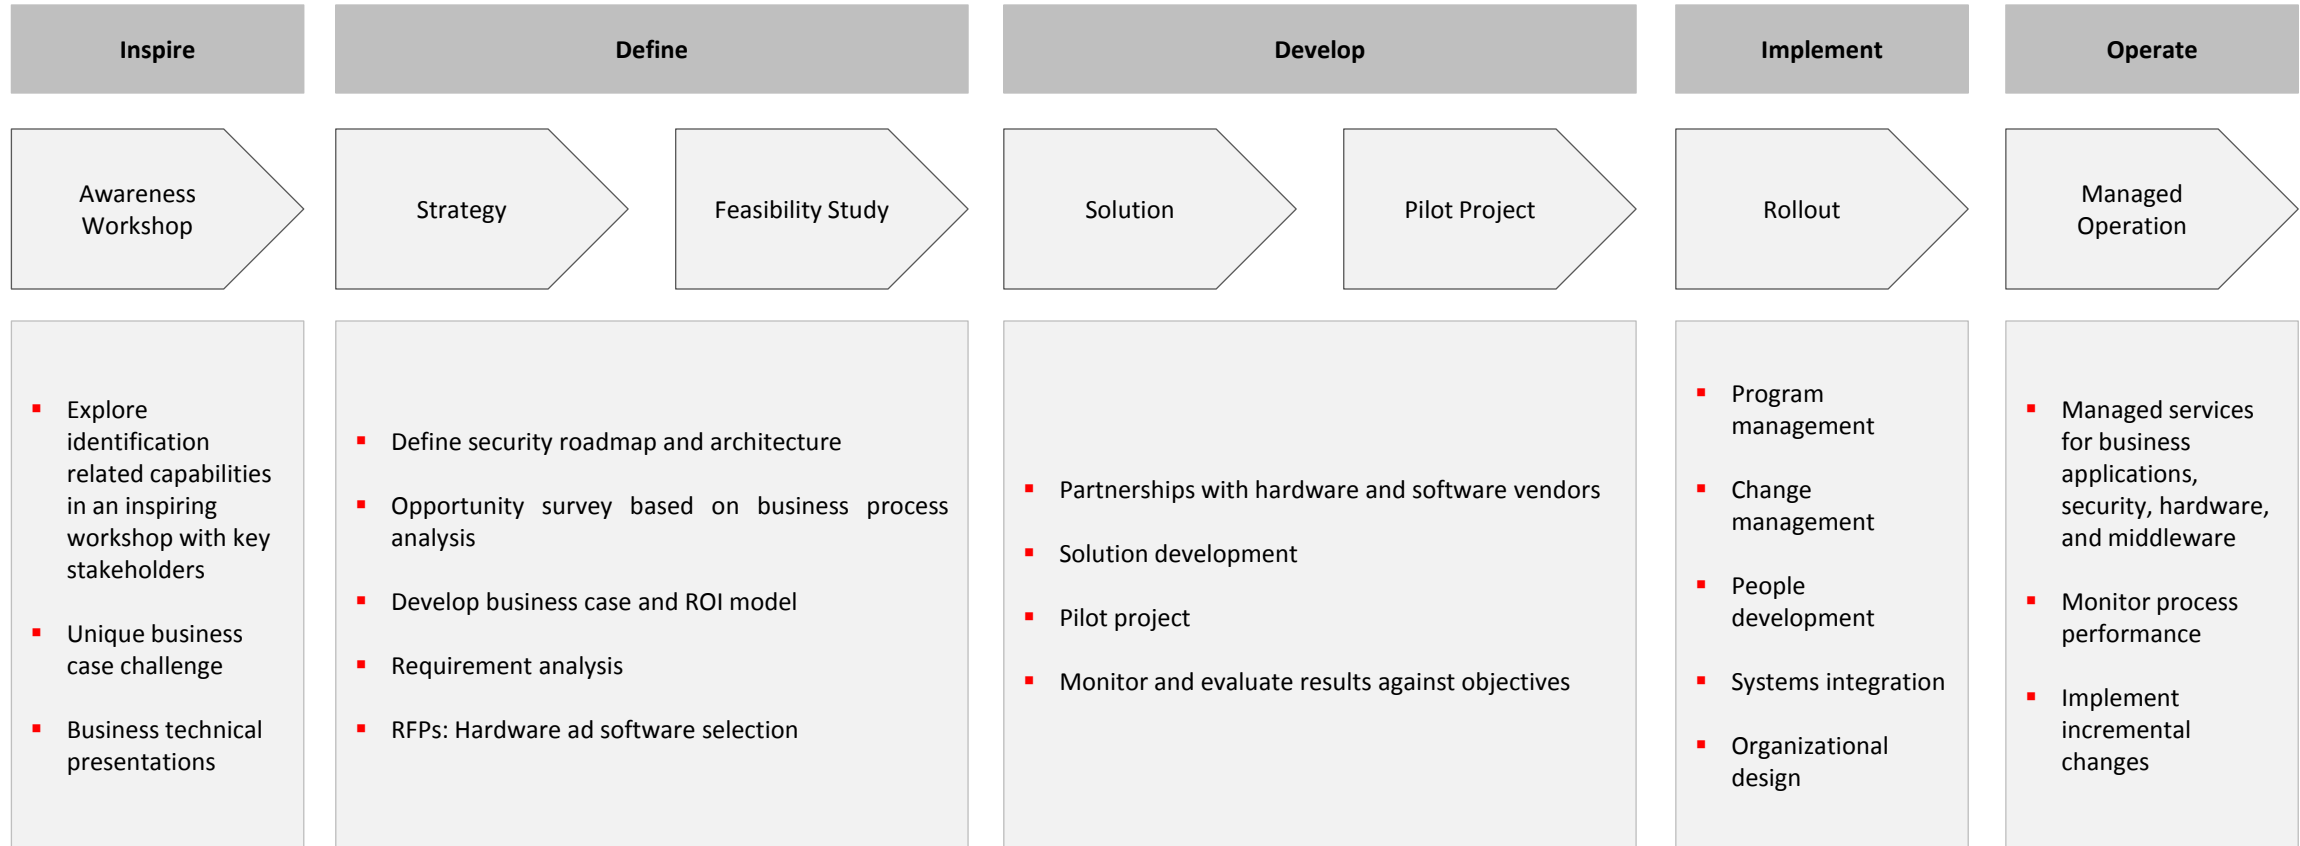 Inspire
Define
Develop
Implement
Operate
Awareness
Workshop
Strategy
Feasibility Study
Solution
Pilot Project
Rollout
Managed
Operation
Explore
identification
related capabilities
in an inspiring
workshop with key
stakeholders
Unique business
case challenge
Business technical
presentations
Define security roadmap and architecture
Opportunity survey based on business process
analysis
Develop business case and ROI model
Requirement analysis
RFPs: Hardware ad software selection
Partnerships with hardware and software vendors
Solution development
Pilot project
Monitor and evaluate results against objectives
Program
management
Change
management
People
development
Systems integration
Organizational
design
Managed services
for business
applications,
security, hardware,
and middleware
Monitor process
performance
Implement
incremental
changes